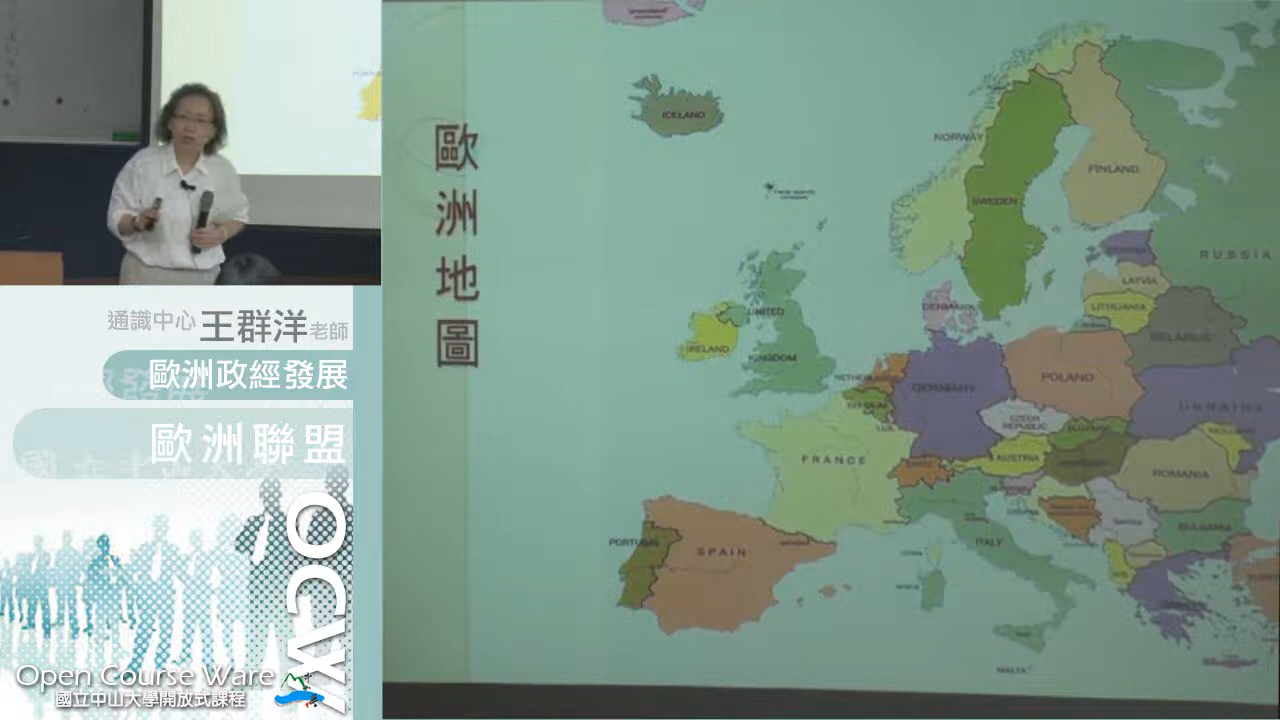 通識中心 王群洋 老師
歐洲政經發展
歐洲聯盟
OCW
Open Course Ware
國立中山大學開放式課程
歐洲地圖
ICELAND
NORWAY
FINLAND
SWEDEN
RUSSIA
LATVIA
LITHUANIA
DENMARK
UNITED
KINGDOM
IRELAND
BELARUS
NETHERLANDS
GERMANY
POLAND
BELGIUM
UKRAINE
CZECH
REPUBLIC
FRANCE
AUSTRIA
ROMANIA
PORTUGAL
SPAIN
ITALY
BULGARIA
MALTA